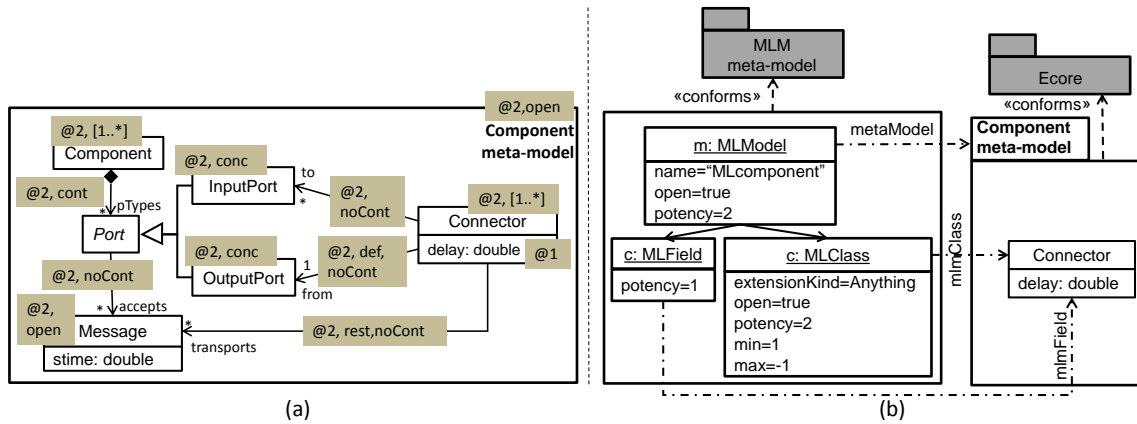 @2,open
Component
meta-model
@2, [1..*]
Component
@2, cont
pTypes
*
Port
@2, noCont
accepts
*
@2,
open
Message
stime: double
@2, conc
InputPort
to
*
@2,
noCont
@2, conc
OutputPort
1
from
@2, def,
noCont
@2, [1..*]
Connector
delay: double
@1
@2, rest,noCont
*
transports
(a)
MLM
meta-model
«conforms»
Ecore
«conforms»
metaModel
Component
meta-model
m: MLModel
name=“MLcomponent”
open=true
potency=2
c: MLField
potency=1
c: MLClass
extensionKind=Anything
open=true
potency=2
min=1
max=-1
mlmClass
Connector
delay: double
mlmField
(b)